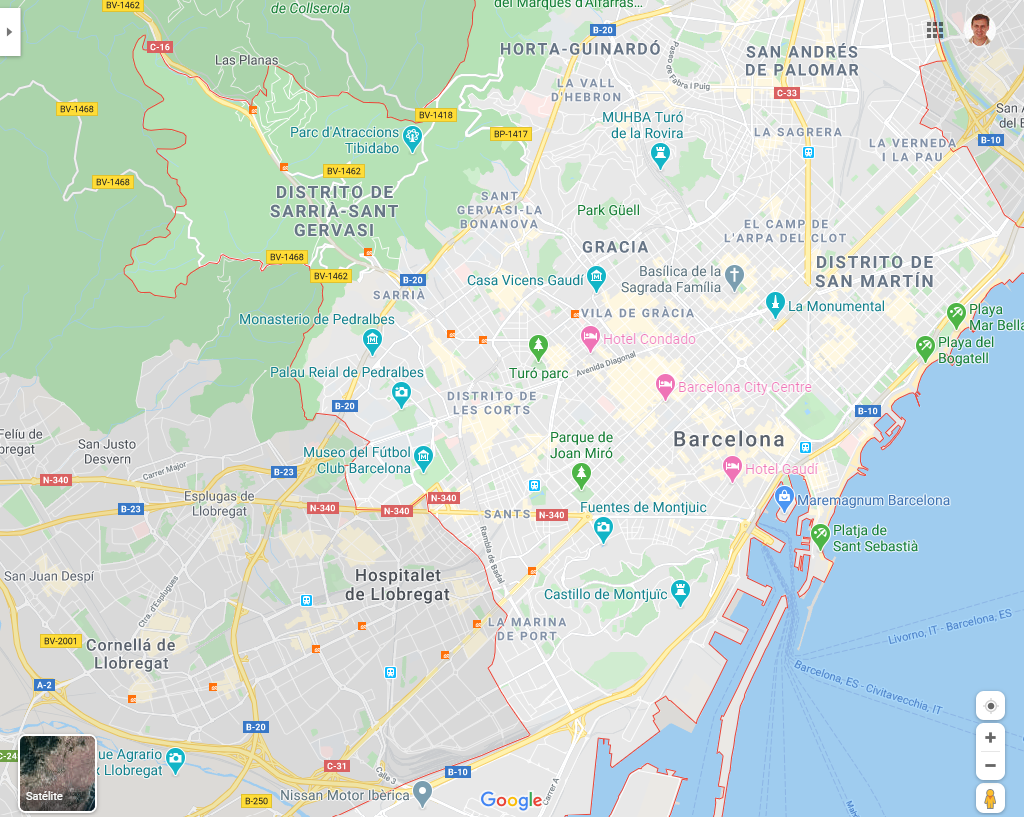 BV-1462
de Collserola
del Marquès d'Alfarràs...
B-20
C-16
HORTA-GUINARDÓ
SAN ANDRÉS
DE PALOMAR
Las Planas
Paseo de Fabra i Puig
LA VALL
D'HEBRON
C-33
BV-1468
BV-1418
MUHBA Turó
de la Rovira
BP-1417
LA SAGRERA
B-10
Parc d'Atraccions
Tibidabo
LA VERNEDA
I LA PAU
BV-1462
BV-1468
DISTRITO DE
SARRIÀ-SANT
GERVASI
SANT
GERVASI-LA
BONANOVA
Park Güell
EL CAMP DE
L'ARPA DEL CLOT
GRACIA
BV-1468
BV-1462
B-20
Casa Vicens Gaudí
Basílica de la
Sagrada Família
DISTRITO DE
SAN MARTÍN
SARRIÀ
La Monumental
Playa
Mar Bella
VILA DE GRÀCIA
Monasterio de Pedralbes
Hotel Condado
Playa del
Bogatell
Avenida Diagonal
Turó parc
Palau Reial de Pedralbes
Barcelona City Centre
DISTRITO DE
LES CORTS
B-20
B-10
Barcelona
Parque de
Joan Miró
San Justo
Desvern
Museo del Fútbol
Club Barcelona
Hotel Gaudí
Carrer Major
B-23
N-340
Esplugas de
Llobregat
N-340
Maremagnum Barcelona
B-23
N-340
N-340
SANTS
N-340
Fuentes de Montjuic
Platja de
Sant Sebastià
Rambla de Badal
San Juan Despí
Hospitalet
de Llobregat
Ctra. d'Esplugues
Castillo de Montjuïc
LA MARINA
DE PORT
Livorno, IT - Barcelona, ES
BV-2001
Cornellá de
Llobregat
Barcelona, ES - Civitavecchia, IT
A-2
B-20
ue Agrario
x Llobregat
C-31
Calle 3
B-10
Carrer A
Satélite
B-250
Nissan Motor Ibèrica
Google